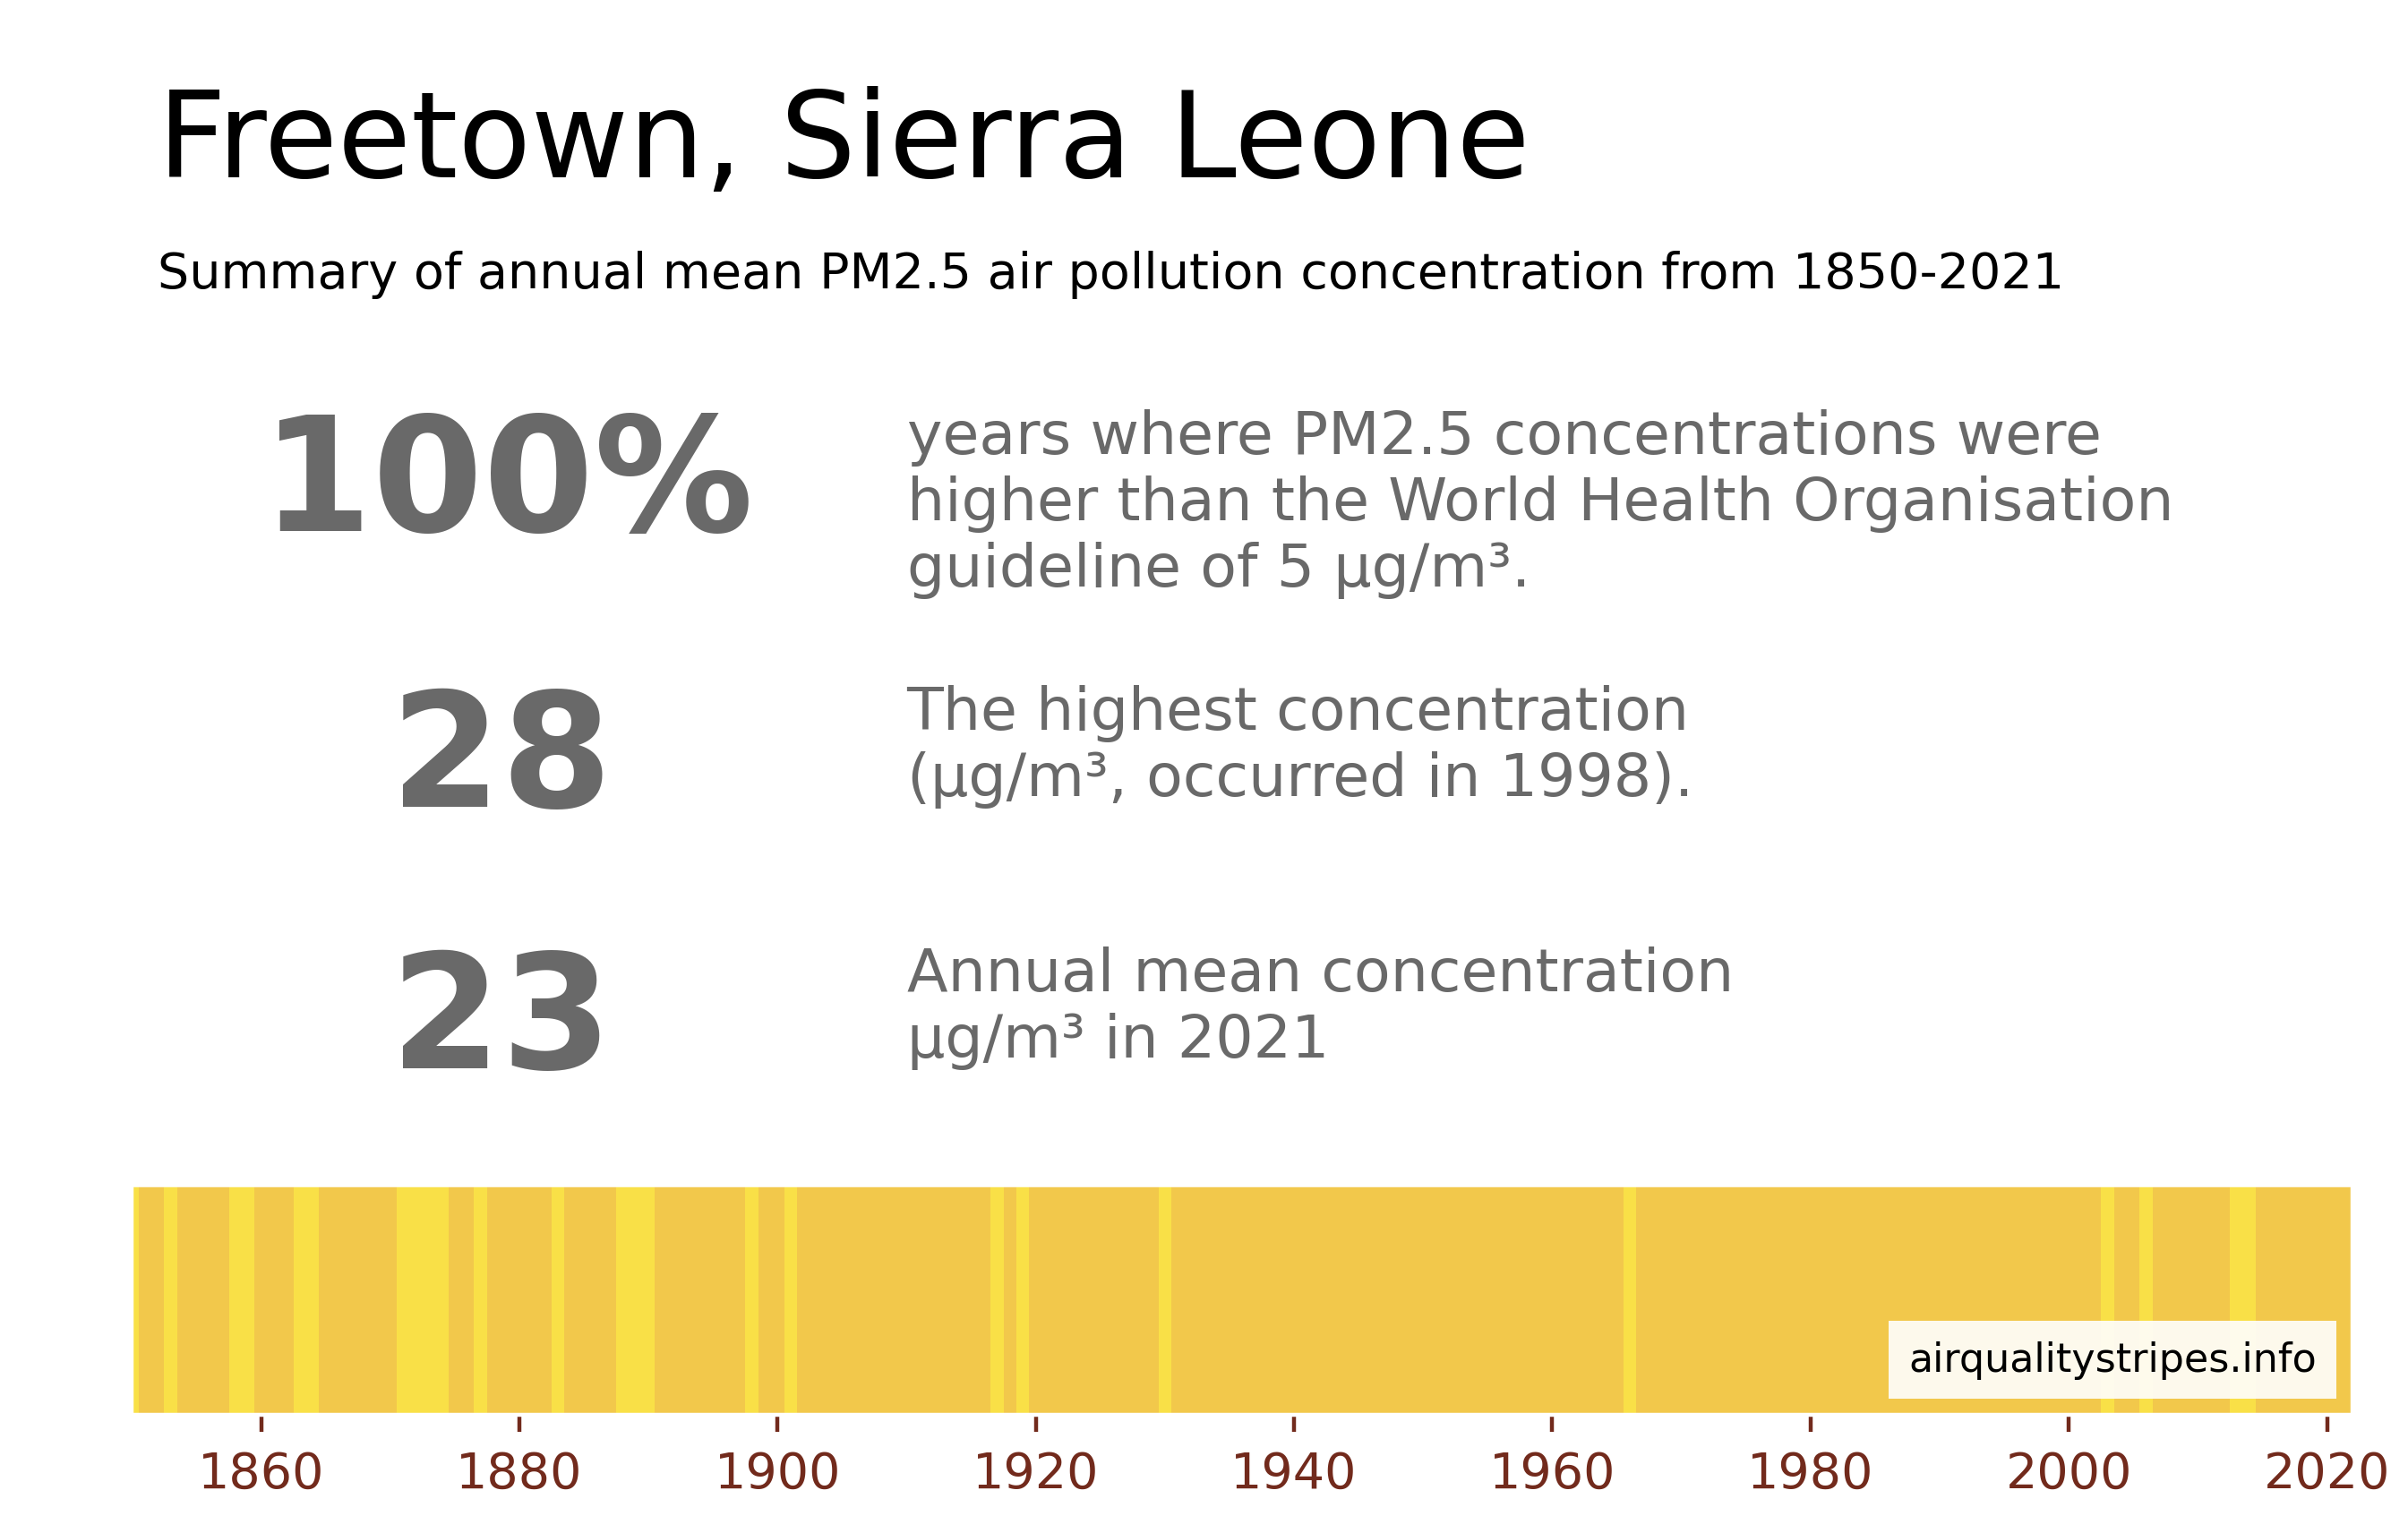 Freetown, Sierra Leone
Summary of annual mean PM2.5 air pollution concentration from 1850-2021
100%
years where PM2.5 concentrations were
higher than the World Health Organisation
guideline of 5 µg/m³.
28
The highest concentration
(µg/m³, occurred in 1998).
23
Annual mean concentration
µg/m³ in 2021
airqualitystripes.info
1860 1880 1900 1920 1940 1960 1980 2000 2020